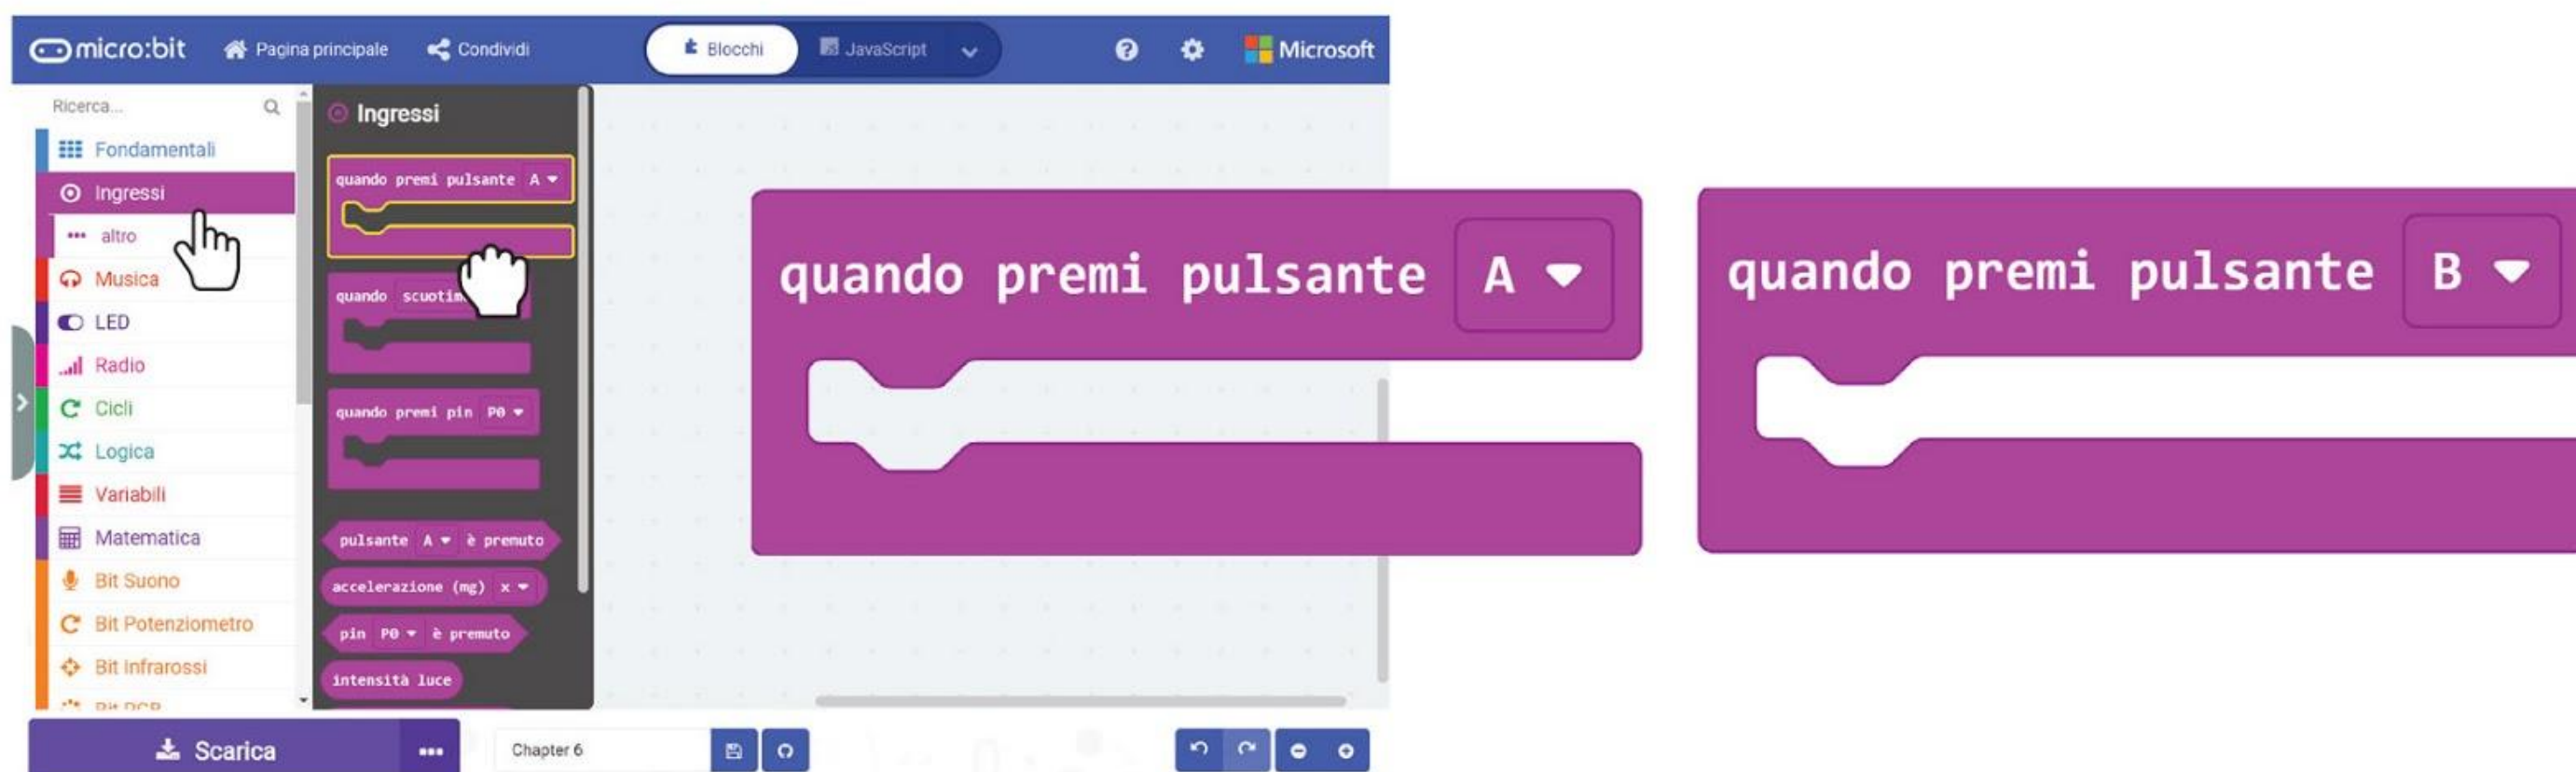 micro:bit
Pagina principale
Condividi
Blocchi
JavaScript
Microsoft
Ricerca...
Fondamentali
Ingressi
altro
Musica
LED
Radio
Cicli
Logica
Variabili
Matematica
Bit Suono
Bit Potenziometro
Bit Infrarossi
Ingressi
quando premi pulsante A
quando
quando premi pin P0
pulsante A è premuto
accelerazione (mg) x
pin P0 è premuto
intensità luce
quando premi pulsante A
quando premi pulsante B
Scarica
Chapter 6